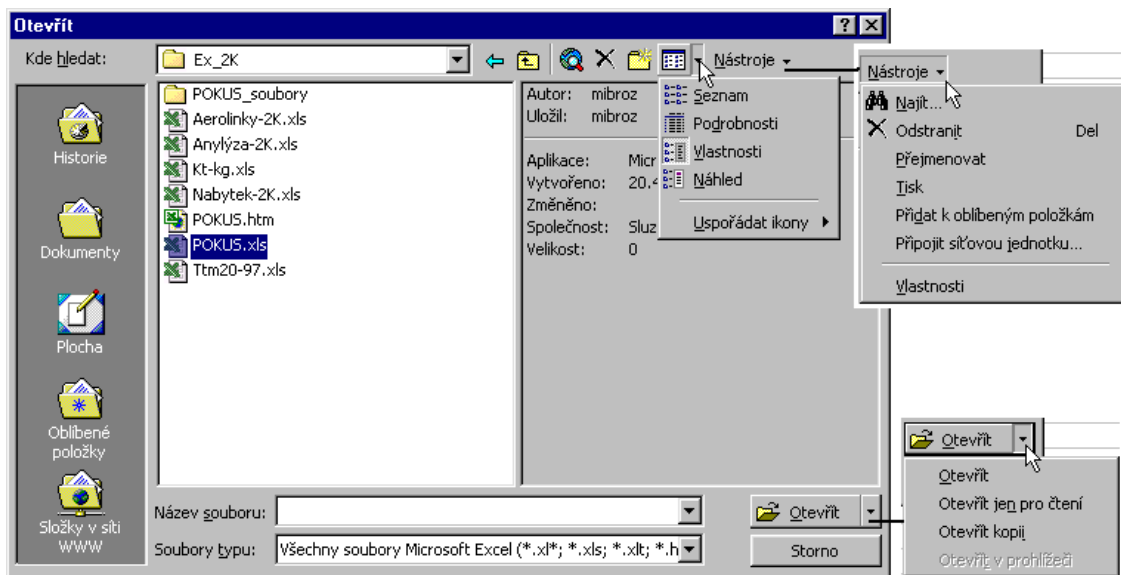 Otevřít
Kde hledat:
Ex_2K
Nástroje
Historie
Dokumenty
Plocha
Oblíbené
položky
Složky v síti
WWW
POKUS_soubory
Aerolinky-2K.xls
Anylýza-2K.xls
Kt-kg.xls
Nabytek-2K.xls
POKUS.htm
POKUS.xls
Ttm20-97.xls
Autor: mibroz
Uložil: mibroz
Aplikace: Micr
Vytvořeno: 20.4
Změněno:
Společnost: Sluz
Velikost: 0
Seznam
Podrobnosti
Vlastnosti
Náhled
Uspořádat ikony
Nástroje
Najít...
Odstranit Del
Přejmenovat
Tisk
Přidat k oblíbeným položkám
Připojit síťovou jednotku...
Vlastnosti
Název souboru:
Otevřít
Soubory typu: Všechny soubory Microsoft Excel (*.xl*; *.xls; *.xlt; *.h
Storno
Otevřít
Otevřít
Otevřít jen pro čtení
Otevřít kopii
Otevřít v prohlížeči